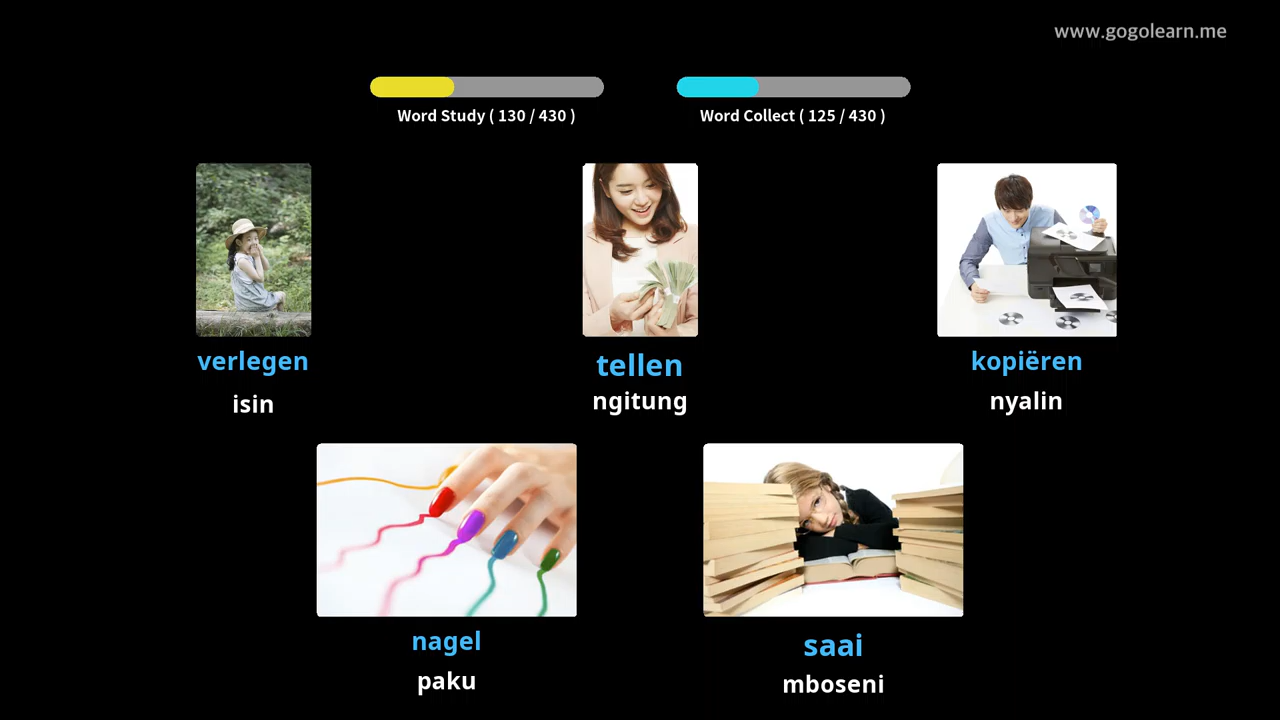 www.gogolearn.me
Word Study ( 130 / 430 )
Word Collect ( 125 / 430 )
verlegen
isin
tellen
ngitung
kopiëren
nyalin
nagel
paku
saai
mboseni